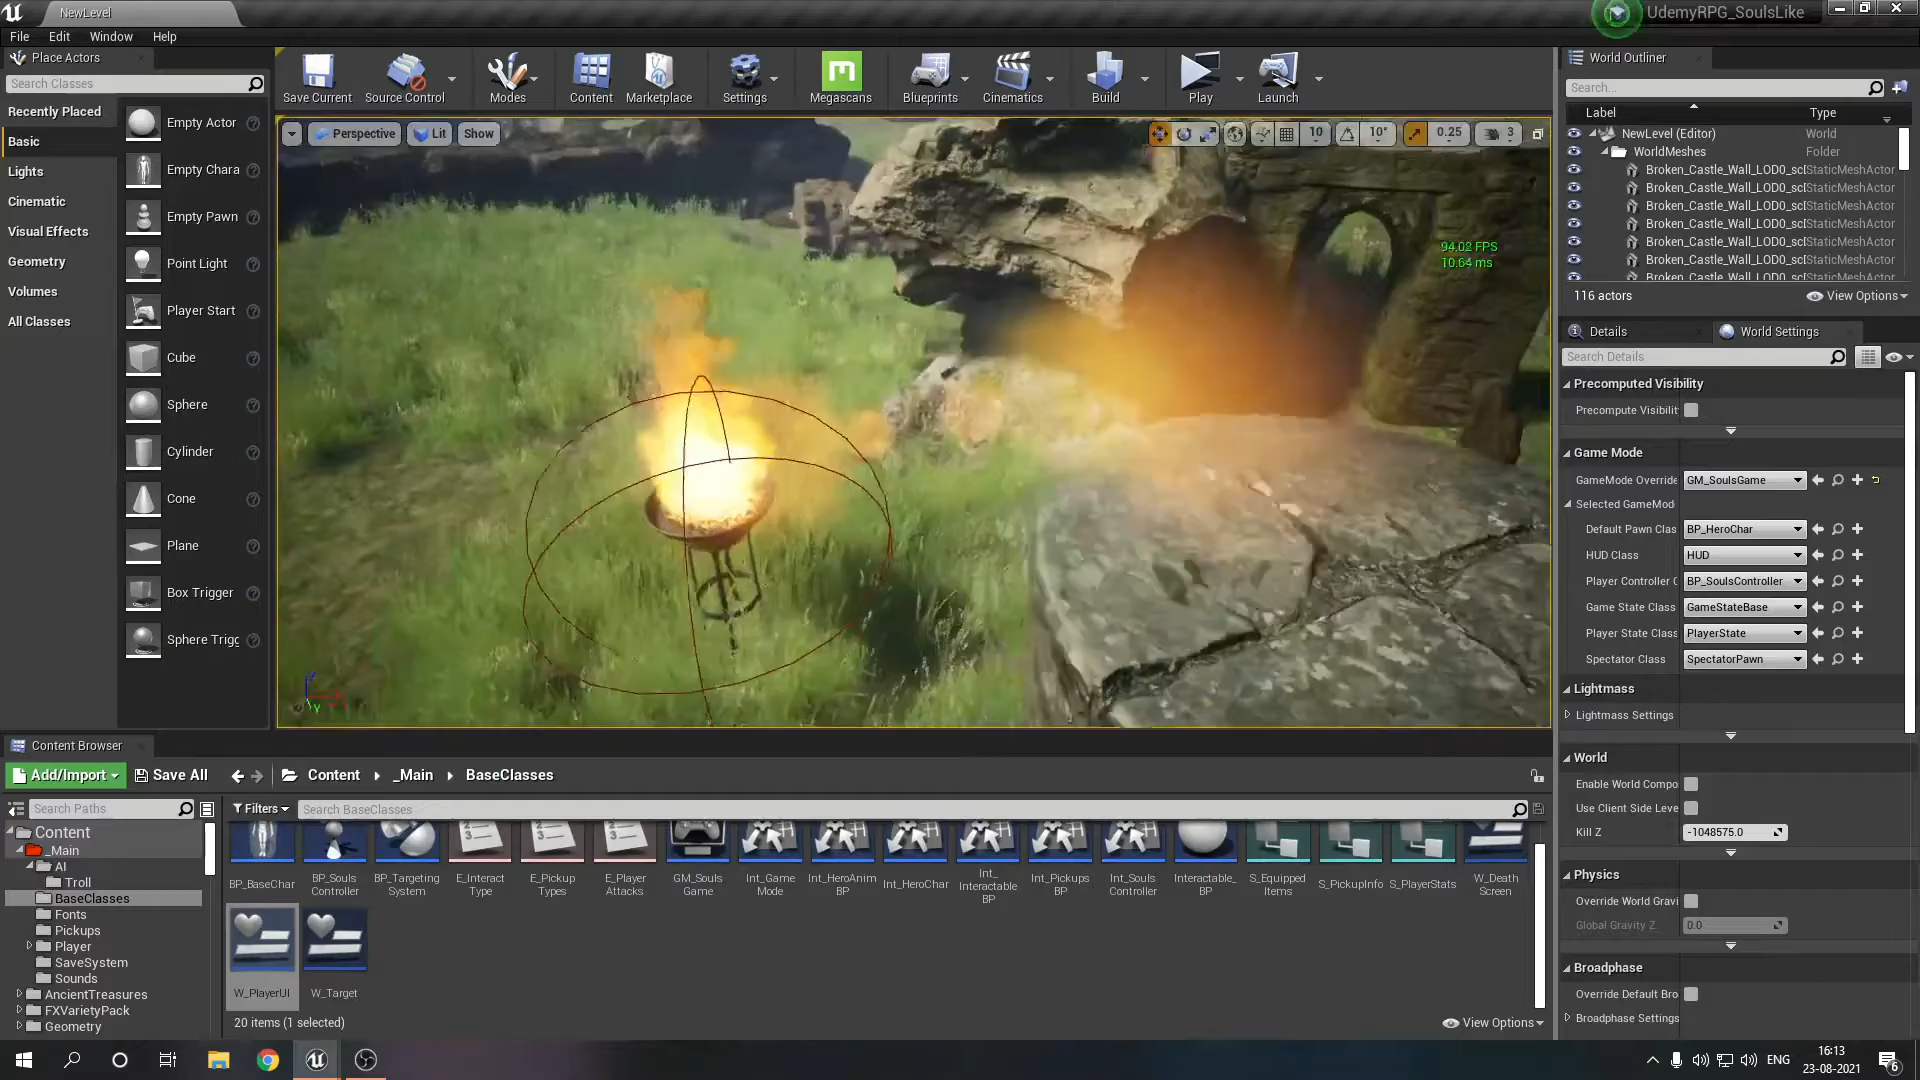 NewLevel
UdemyRPG_SoulsLike
File Edit Window Help
Place Actors
Search Classes
Recently Placed
Basic
Lights
Cinematic
Visual Effects
Geometry
Volumes
All Classes
Empty Actor
Empty Chara
Empty Pawn
Point Light
Player Start
Cube
Sphere
Cylinder
Cone
Plane
Box Trigger
Sphere Trigg
Save Current
Source Control
Modes
Content
Marketplace
Settings
Megascans
Blueprints
Cinematics
Build
Play
Launch
Perspective Lit Show
10 10° 0.25 3
94.02 FPS
10.64 ms
World Outliner
Search...
Label Type
NewLevel (Editor) World
WorldMeshes Folder
Broken_Castle_Wall_LOD0_scl StaticMeshActor
Broken_Castle_Wall_LOD0_scl StaticMeshActor
Broken_Castle_Wall_LOD0_scl StaticMeshActor
Broken_Castle_Wall_LOD0_scl StaticMeshActor
Broken_Castle_Wall_LOD0_scl StaticMeshActor
Broken_Castle_Wall_LOD0_scl StaticMeshActor
Broken_Castle_Wall_LOD0_scl StaticMeshActor
116 actors View Options
Details World Settings
Search Details
Precomputed Visibility
Precompute Visibilit
Game Mode
GameMode Override GM_SoulsGame
Selected GameMod
Default Pawn Clas BP_HeroChar
HUD Class HUD
Player Controller C BP_SoulsController
Game State Class GameStateBase
Player State Class PlayerState
Spectator Class SpectatorPawn
Lightmass
Lightmass Settings
World
Enable World Compo
Use Client Side Leve
Kill Z -1048575.0
Physics
Override World Gravi
Global Gravity Z 0.0
Broadphase
Override Default Bro
Broadphase Settings
Content Browser
Add/Import Save All Content _Main BaseClasses
Search Paths
Filters Search BaseClasses
Content
_Main
AI
Troll
BaseClasses
Fonts
Pickups
Player
SaveSystem
Sounds
AncientTreasures
FXVarietyPack
Geometry
BP_BaseChar
BP_Souls
Controller
BP_Targeting
System
E_Interact
Type
E_Pickup
Types
E_Player
Attacks
GM_Souls
Game
Int_Game
Mode
Int_HeroAnim
BP
Int_HeroChar
Int_
Interactable
BP
Int_Pickups
BP
Int_Souls
Controller
Interactable_
BP
S_Equipped
Items
S_PickupInfo
S_PlayerStats
W_Death
Screen
W_PlayerUI
W_Target
20 items (1 selected) View Options
ENG
16:13
23-08-2021
6